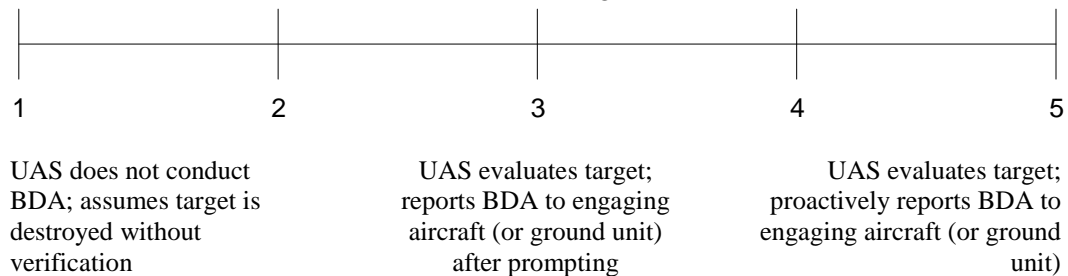 1 2 3 4 5
UAS does not conduct UAS evaluates target; UAS evaluates target;
BDA; assumes target is reports BDA to engaging proactively reports BDA to
destroyed without aircraft (or ground unit) engaging aircraft (or ground
verification after prompting unit)